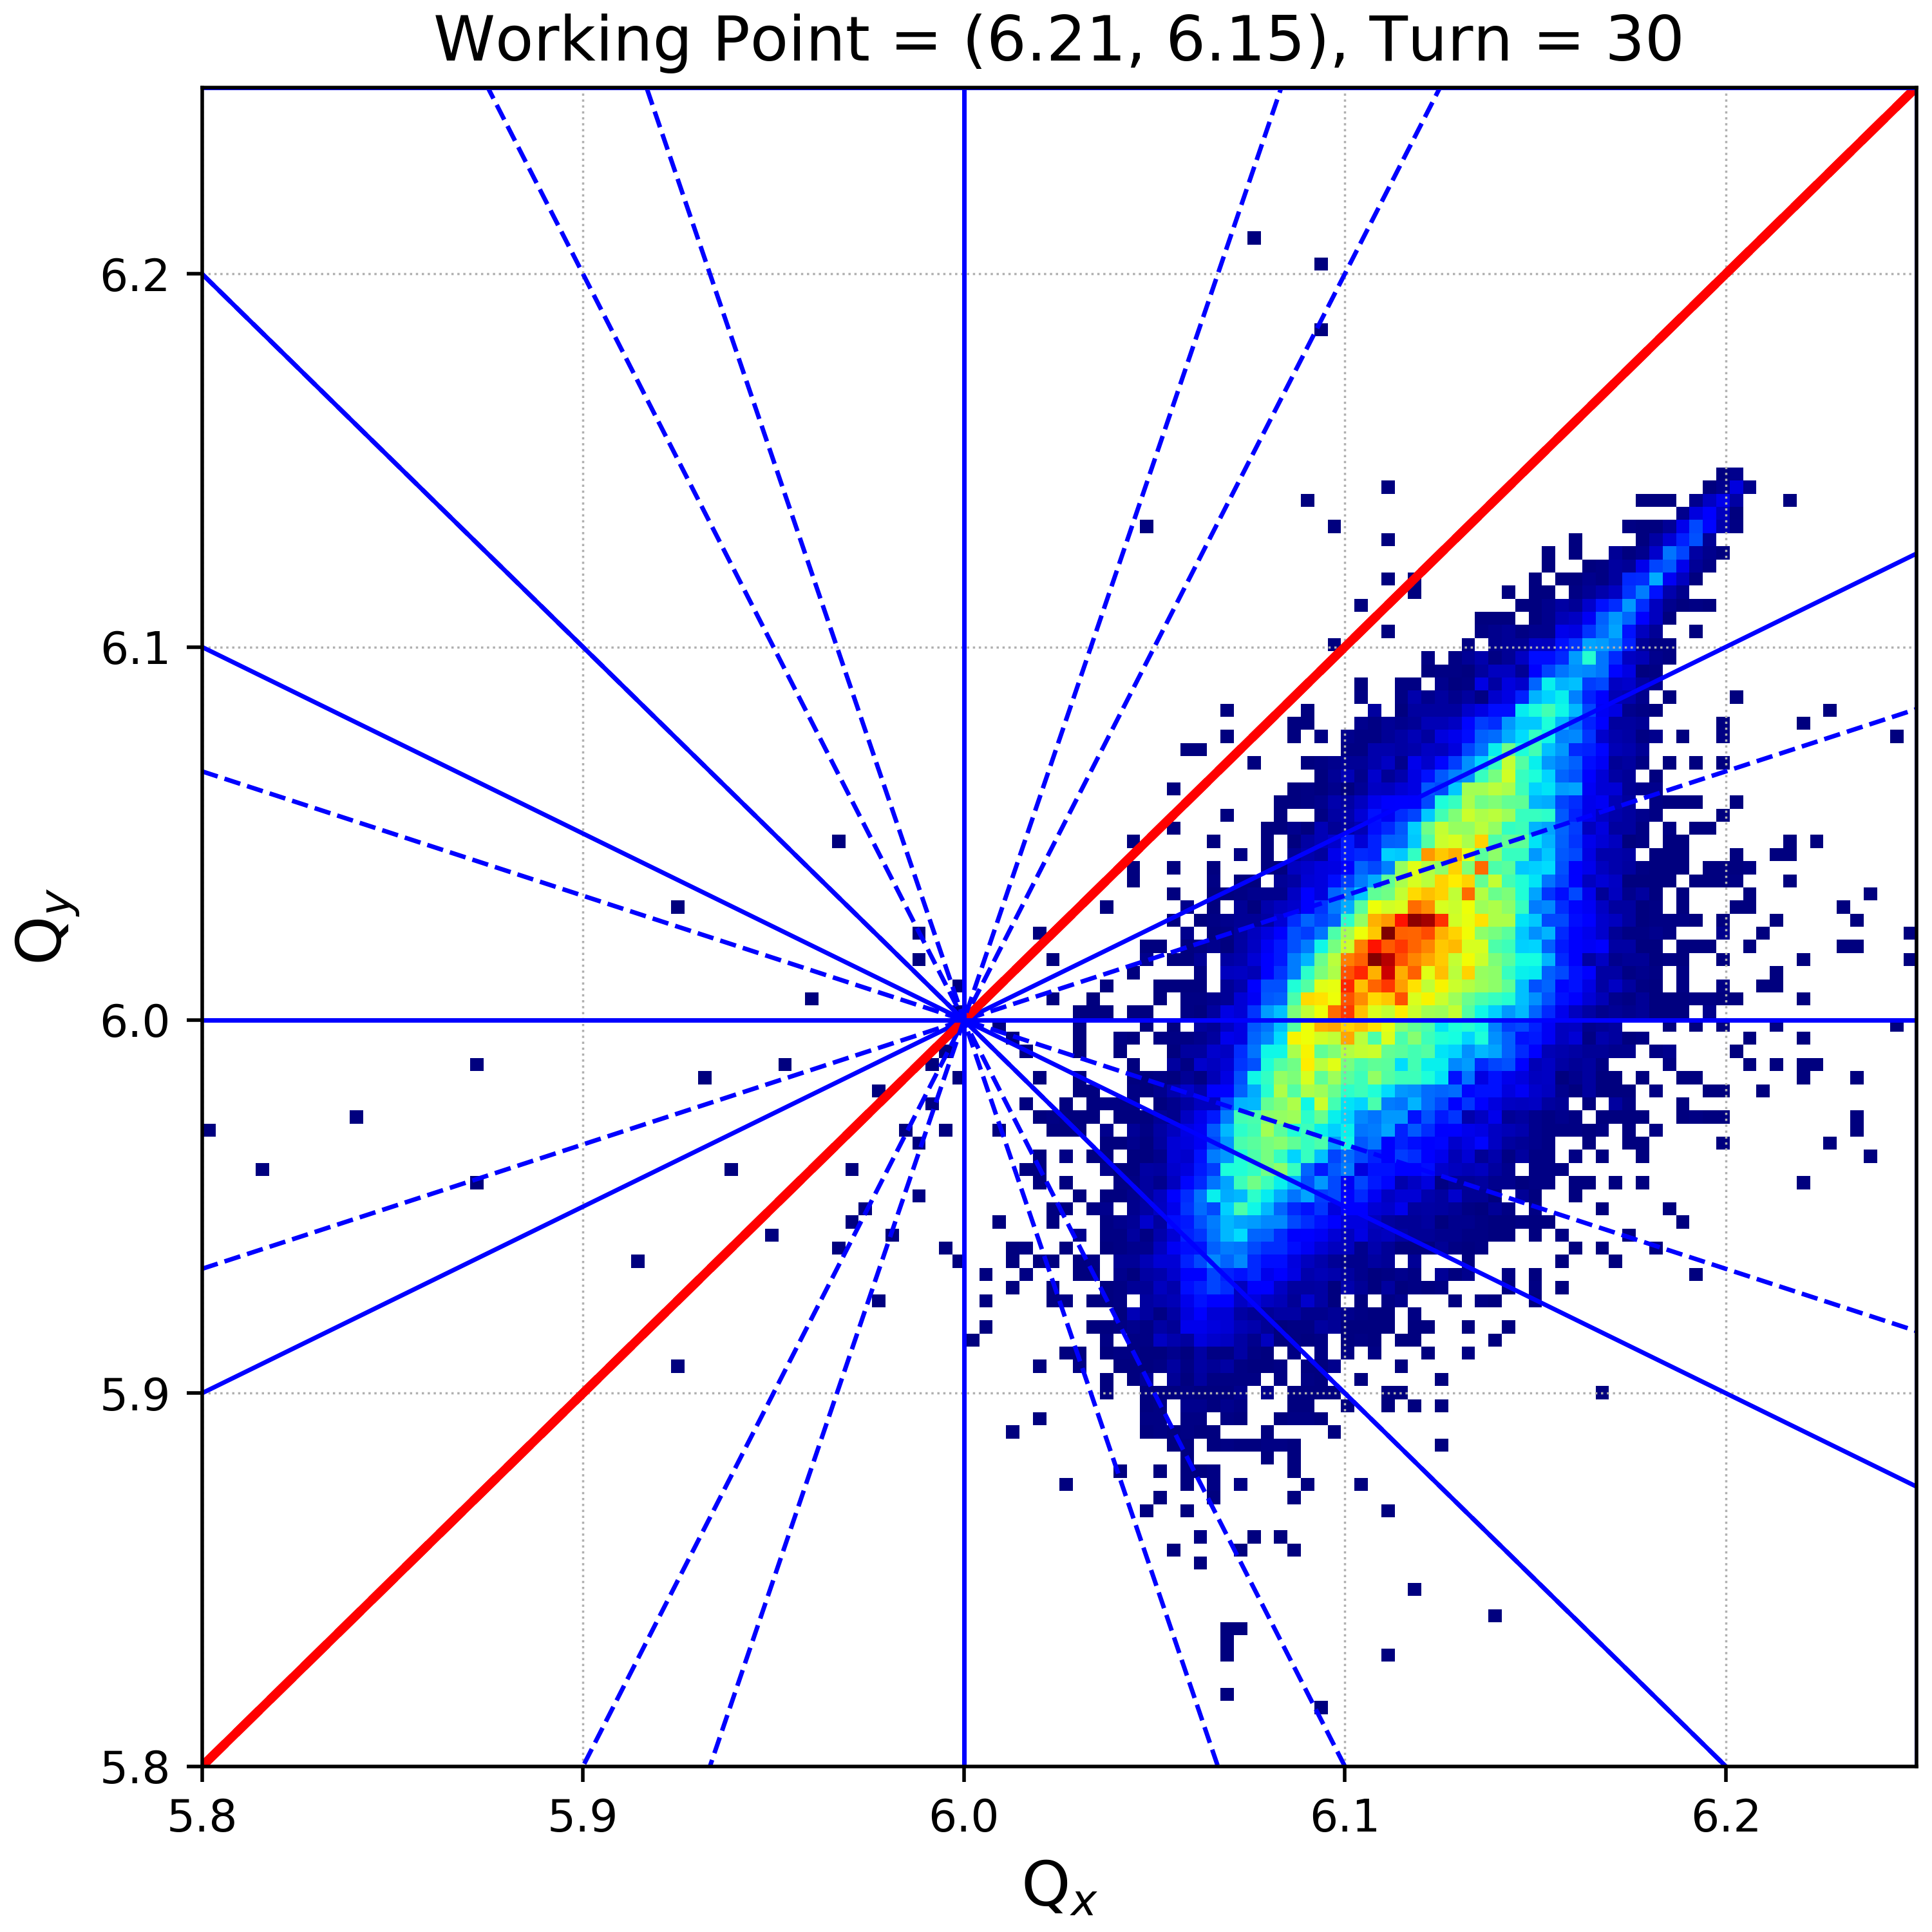 Working Point = (6.21, 6.15), Turn = 30
6.2
6.1
6.0
5.9
5.8
Qy
5.8 5.9 6.0 6.1 6.2
Qx